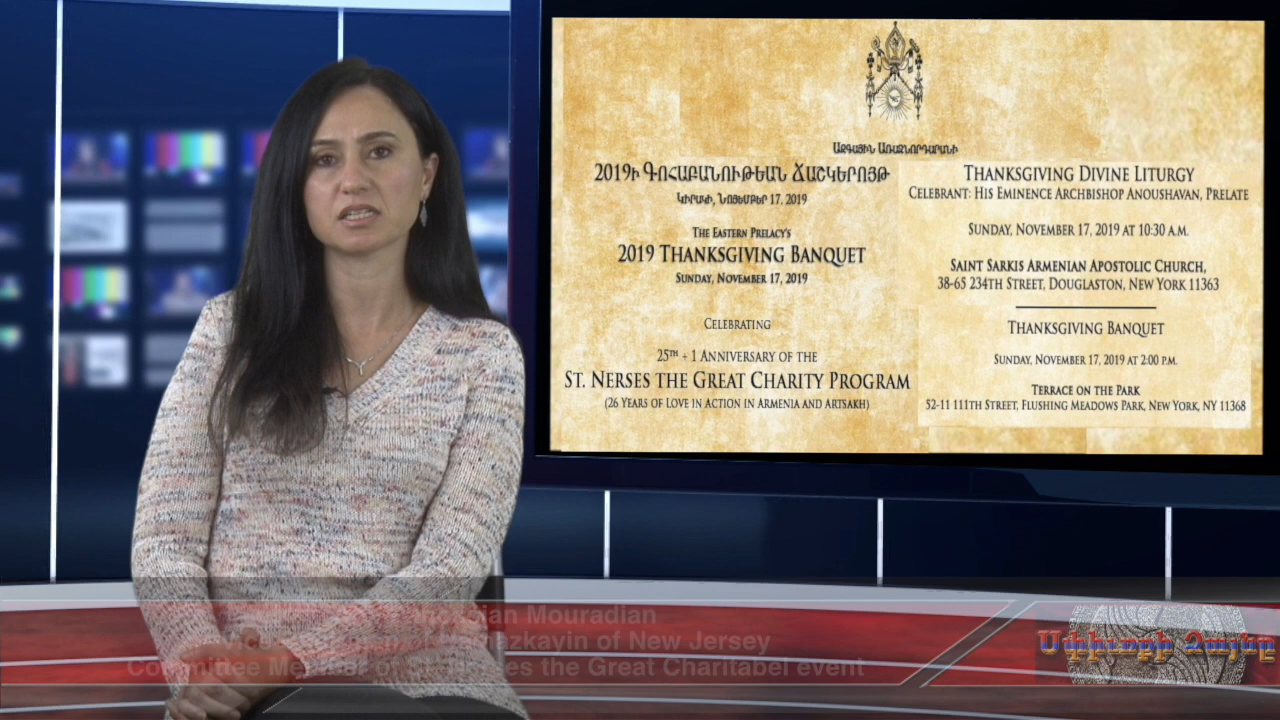 Ազգային Առաջնորդարանի
2019ի Գոհաբանութեան Ճաշկերոյթ
Կիրակի, Նոյեմբեր 17, 2019
The Eastern Prelacy's
2019 Thanksgiving Banquet
Sunday, November 17, 2019
Celebrating
25th + 1 Anniversary of the
St. Nerses the Great Charity Program
(26 Years of Love in Action in Armenia and Artsakh)
Thanksgiving Divine Liturgy
Celebrant: His Eminence Archbishop Anoushavan, Prelate
Sunday, November 17, 2019 at 10:30 a.m.
Saint Sarkis Armenian Apostolic Church,
38-65 234th Street, Douglaston, New York 11363
Thanksgiving Banquet
Sunday, November 17, 2019 at 2:00 p.m.
Terrace on the Park
52-11 111th Street, Flushing Meadows Park, New York, NY 11368
Mouradian
of New Jersey
Committee the Great Charitabel event
Սփիւռքի Ձայնը